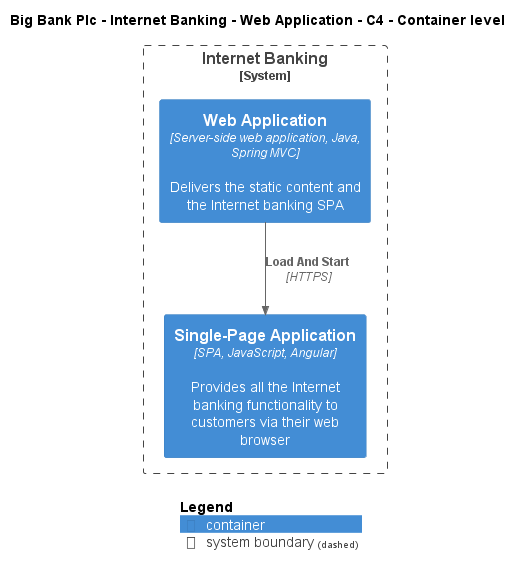 Big Bank Plc - Internet Banking - Web Application - C4 - Container level
Internet Banking
[System]
Web Application
[Server-side web application, Java,
Spring MVC]
Delivers the static content and
the Internet banking SPA
Load And Start
[HTTPS]
Single-Page Application
[SPA, JavaScript, Angular]
Provides all the Internet
banking functionality to
customers via their web
browser
Legend
container
system boundary (dashed)